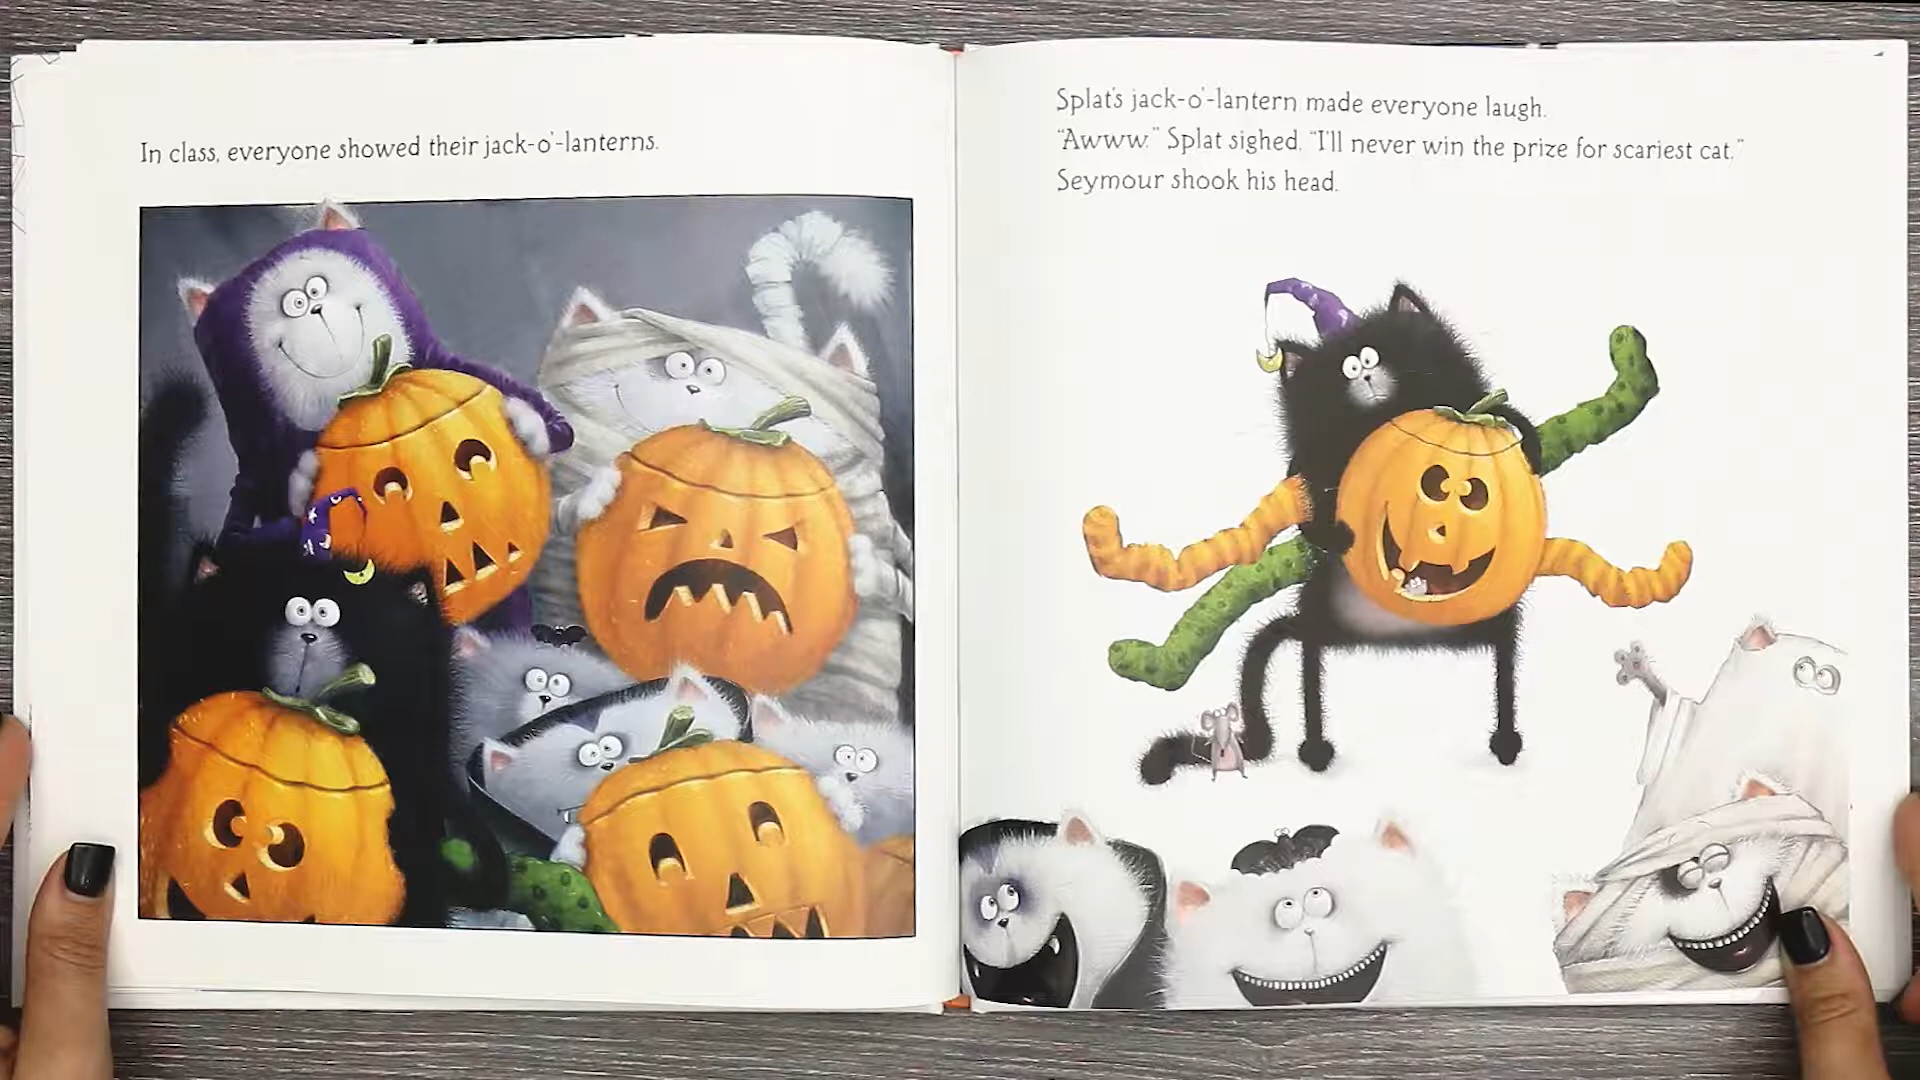 In class, everyone showed their jack-o'-lanterns.
Splat's jack-o'-lantern made everyone laugh.
“Awww.” Splat sighed. “I'll never win the prize for scariest cat.”
Seymour shook his head.